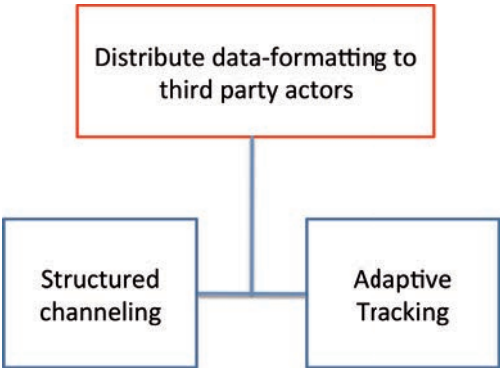 Distribute data-formatting to
third party actors
Structured
channeling
Adaptive
Tracking